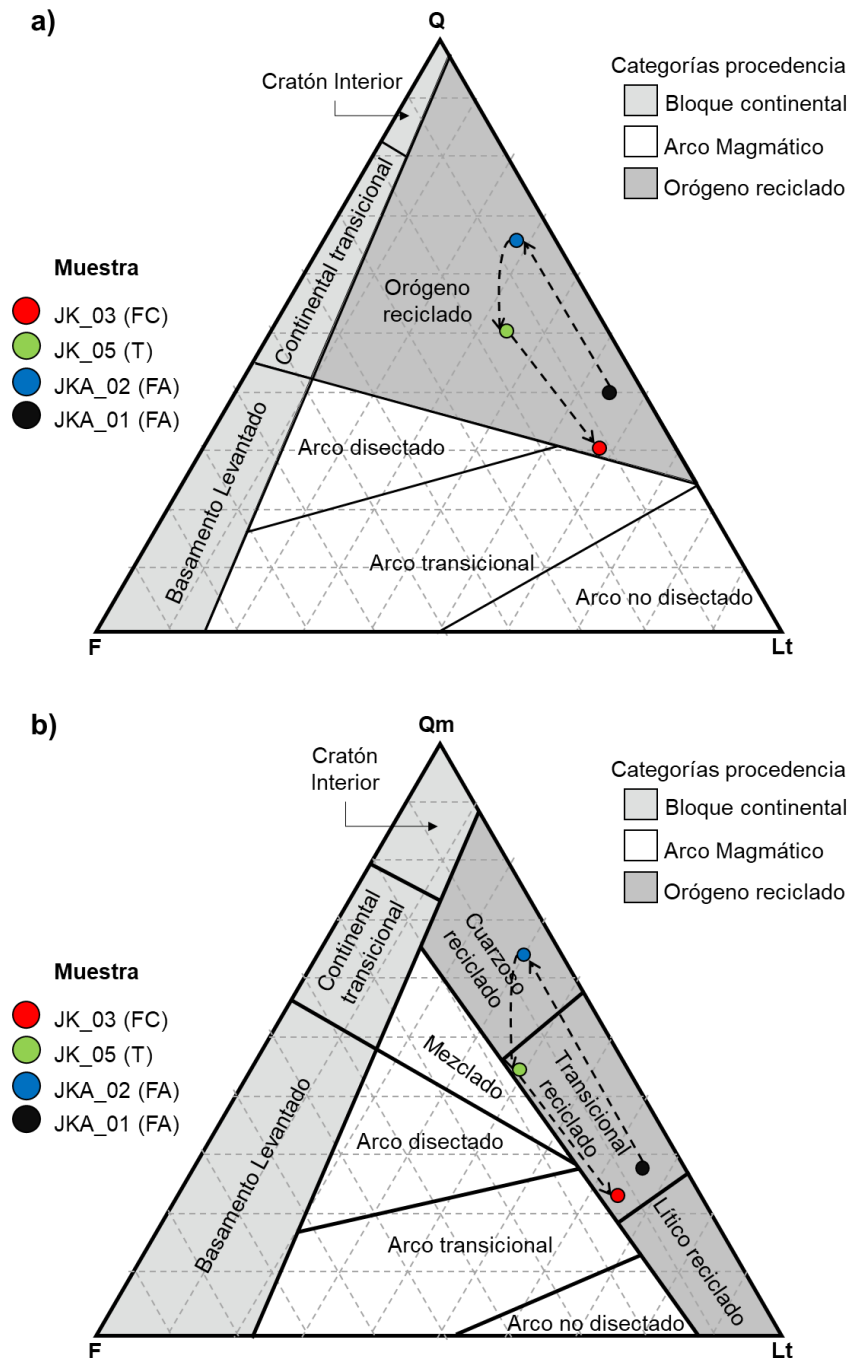 a)
Q
Cratón Interior
Categorías procedencia
Bloque continental
Arco Magmático
Orógeno reciclado
Continental transicional
Orógeno
reciclado
Muestra
JK_03 (FC)
JK_05 (T)
JKA_02 (FA)
JKA_01 (FA)
Basamento Levantado
Arco disectado
Arco transicional
Arco no disectado
F
Lt
b)
Qm
Cratón
Interior
Categorías procedencia
Bloque continental
Arco Magmático
Orógeno reciclado
Continental
transicional
Cuarzoso
reciclado
Muestra
JK_03 (FC)
JK_05 (T)
JKA_02 (FA)
JKA_01 (FA)
Mezclado
Transicional
reciclado
Basamento Levantado
Arco disectado
Arco transicional
Lítico reciclado
Arco no disectado
F
Lt